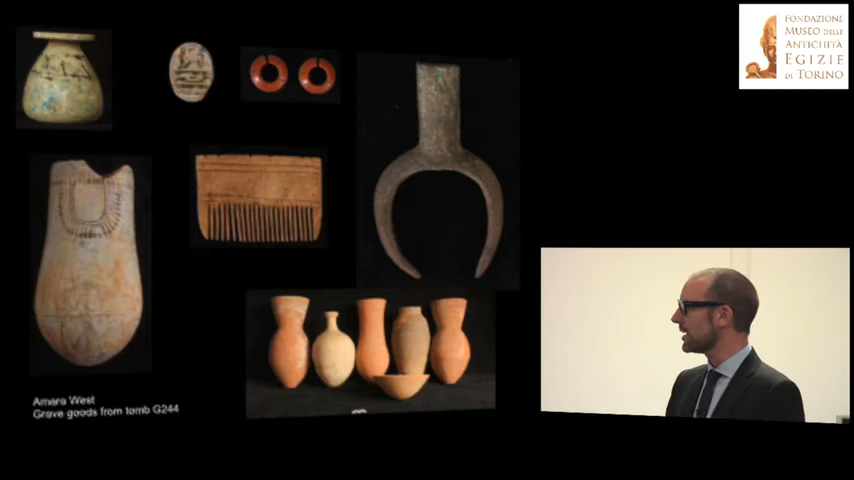 FONDAZIONE
MUSEO DELLE
ANTICHITÀ
EGIZIE
DI TORINO
Amara West
Grave goods from tomb G244